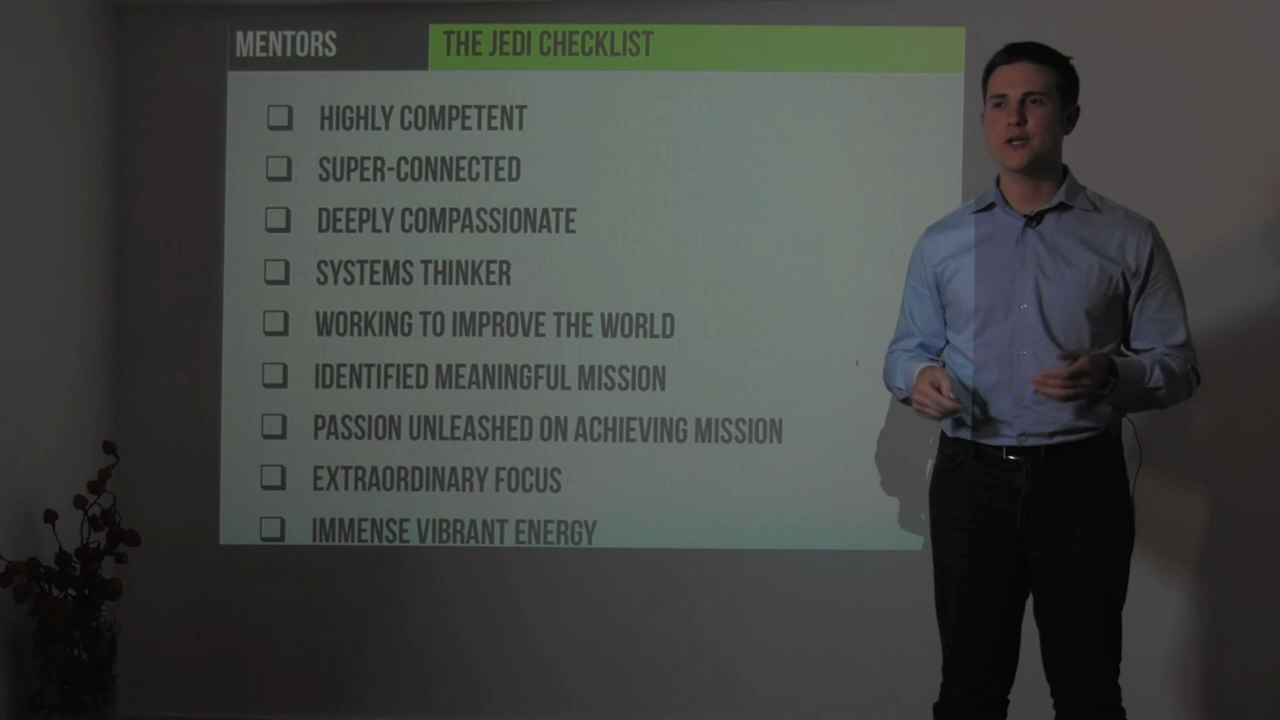 MENTORS
THE JEDI CHECKLIST
HIGHLY COMPETENT
SUPER-CONNECTED
DEEPLY COMPASSIONATE
SYSTEMS THINKER
WORKING TO IMPROVE THE WORLD
IDENTIFIED MEANINGFUL MISSION
PASSION UNLEASHED ON ACHIEVING MISSION
EXTRAORDINARY FOCUS
IMMENSE VIBRANT ENERGY